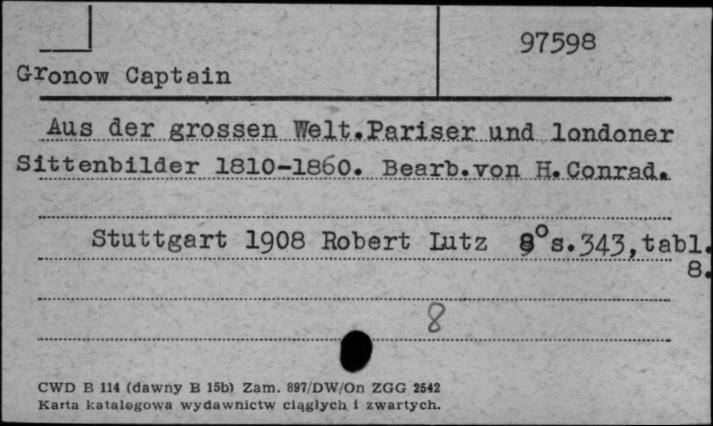 97598
Gronow Captain
Aus der grossen Welt.Pariser und londoner
Sittenbilder 1810-1860. Bearb.von H.Conrad.
Stuttgart 1908 Robert Lutz 8°s.343,tabl.
8.
8
CWD B 114 (dawny B 15b) Zam. 897/DW/On ZGG 2542
Karta katalogowa wydawnictw ciągłych i zwartych.